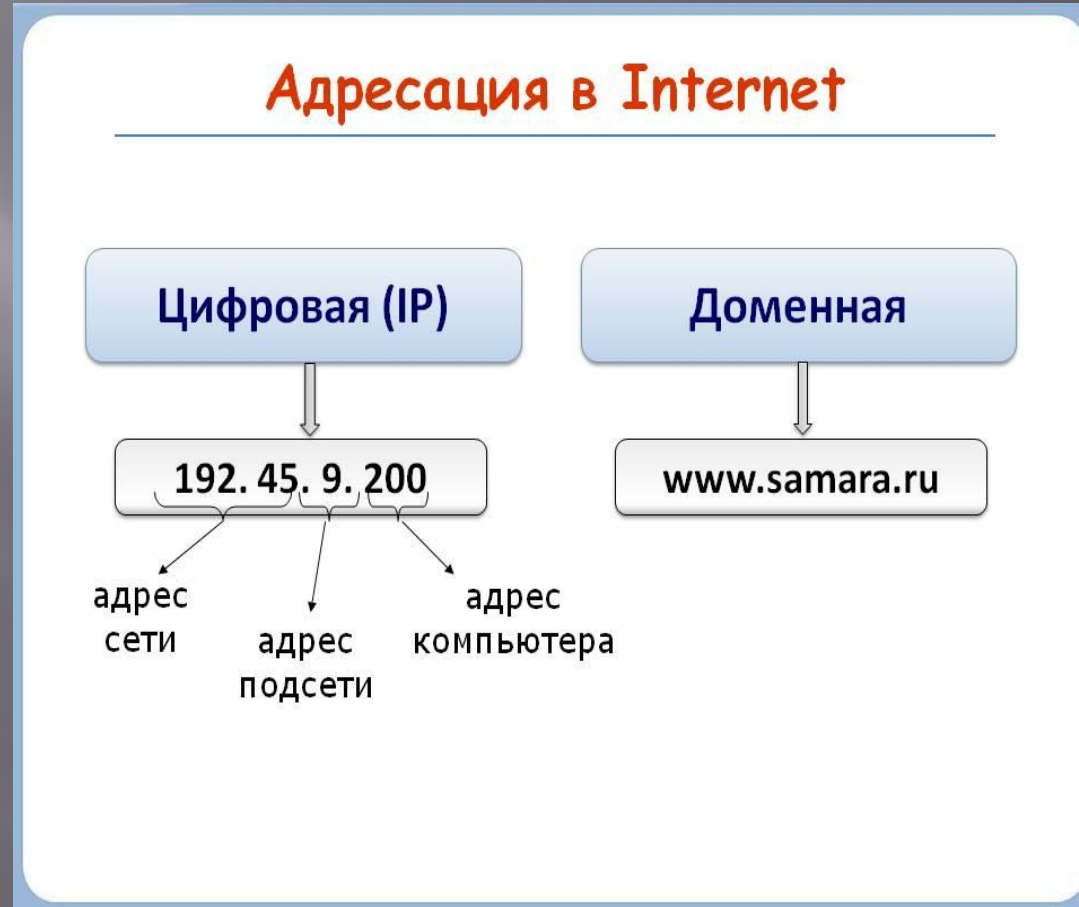 Адресация в Internet
Цифровая (IP)
Доменная
192. 45. 9. 200
www.samara.ru
адрес
сети
адрес
подсети
адрес
компьютера